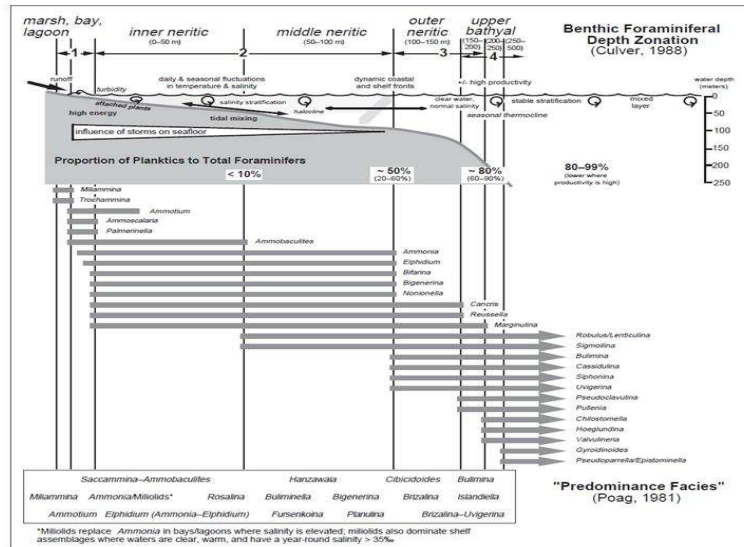 marsh, bay, lagoon
inner neritic
(0–50 m)
middle neritic
(50–100 m)
outer neritic
(100–150 m)
upper bathyal
(150–200)
(200–250)
(250–500)
Benthic Foraminiferal
Depth Zonation
(Culver, 1988)
1
2
3
4
runoff
turbidity
daily & seasonal fluctuations
in temperature & salinity
dynamic coastal
and shelf fronts
+/- high productivity
water depth
(meters)
attached plants
salinity stratification
halocline
clear water,
normal salinity
stable stratification
mixed
layer
high energy
tidal mixing
seasonal thermocline
influence of storms on seafloor
0
50
100
150
200
250
Proportion of Planktics to Total Foraminifers
< 10%
~ 50%
(20–60%)
~ 80%
(60–90%)
80–99%
(lower where
productivity is high)
Miliammina
Trochammina
Ammotium
Ammoscalaria
Palmerinella
Ammobaculites
Ammonia
Elphidium
Bifarina
Bigenerina
Nonionella
Cancris
Reussella
Marginulina
Robulus/Lenticulina
Sigmoilina
Bulimina
Cassidulina
Siphonina
Uvigerina
Pseudoclavulina
Pullenia
Chilostomella
Hoeglundina
Valvulineria
Gyroidinoides
Pseudoparrella/Epistominella
Saccammina–Ammobaculites Hanzawaia Cibicidoides Bulimina
Miliammina Ammonia/Miliolids* Rosalina Buliminella Bigenerina Brizalina Islandiella
Ammotium Elphidium (Ammonia–Elphidium) Fursenkoina Planulina Brizalina–Uvigerina
"Predominance Facies"
(Poag, 1981)
*Miliolids replace Ammonia in bays/lagoons where salinity is elevated; miliolids also dominate shelf
assemblages where waters are clear, warm, and have a year-round salinity > 35‰